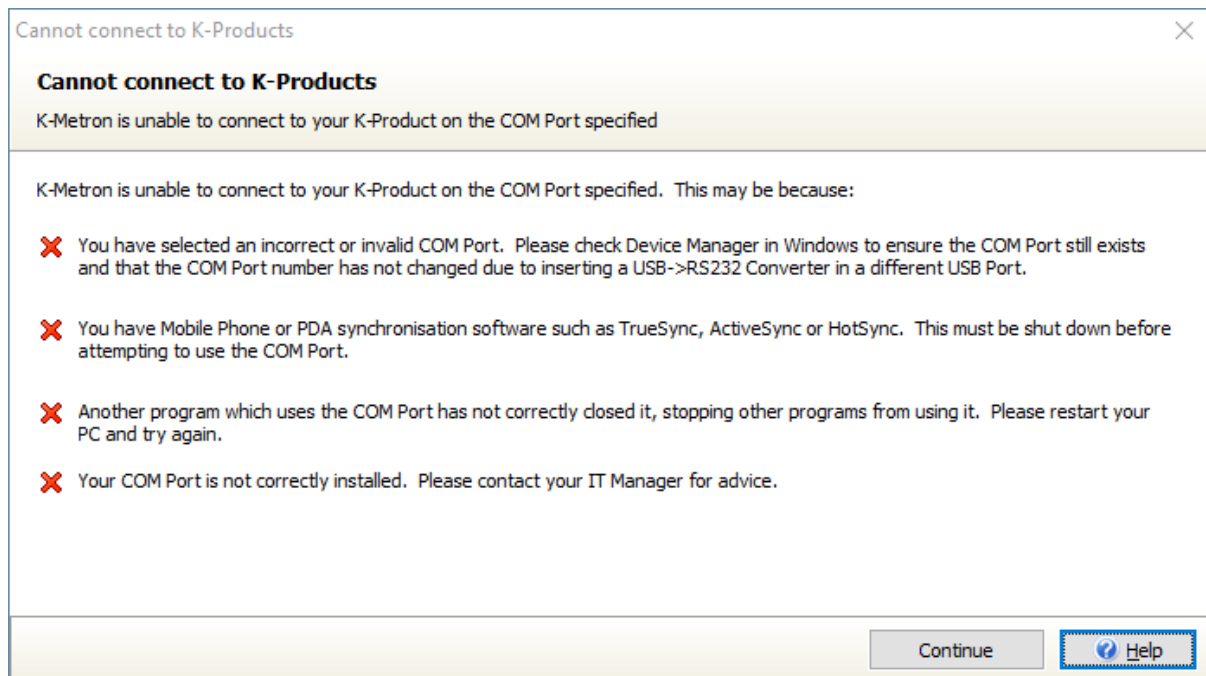 Cannot connect to K-Products
Cannot connect to K-Products
K-Metron is unable to connect to your K-Product on the COM Port specified
K-Metron is unable to connect to your K-Product on the COM Port specified.  This may be because:
You have selected an incorrect or invalid COM Port.  Please check Device Manager in Windows to ensure the COM Port still exists
and that the COM Port number has not changed due to inserting a USB->RS232 Converter in a different USB Port.
You have Mobile Phone or PDA synchronisation software such as TrueSync, ActiveSync or HotSync.  This must be shut down before
attempting to use the COM Port.
Another program which uses the COM Port has not correctly closed it, stopping other programs from using it.  Please restart your
PC and try again.
Your COM Port is not correctly installed.  Please contact your IT Manager for advice.
Continue
Help